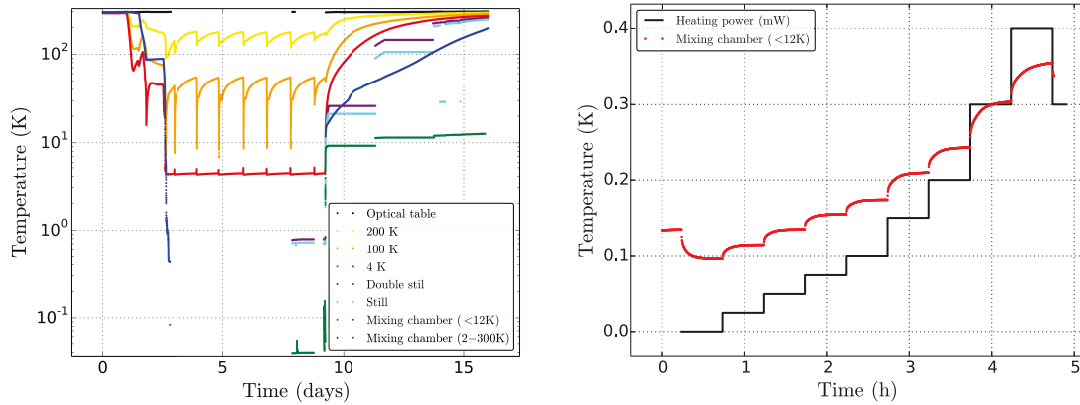 10²
10¹
10⁰
10⁻¹
Temperature (K)
0
5
10
15
Time (days)
Optical table
200 K
100 K
4 K
Double stil
Still
Mixing chamber (<12K)
Mixing chamber (2−300K)
0.4
0.3
0.2
0.1
0.0
Temperature (K)
0
1
2
3
4
5
Time (h)
Heating power (mW)
Mixing chamber (<12K)